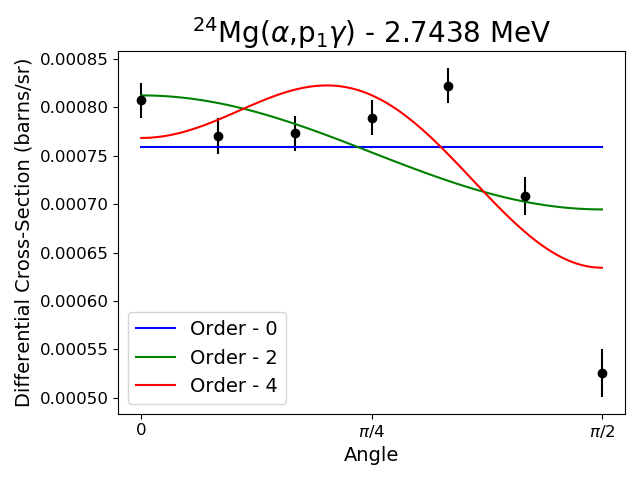 ²⁴Mg(α,p₁γ) - 2.7438 MeV
Differential Cross-Section (barns/sr)
0.00085
0.00080
0.00075
0.00070
0.00065
0.00060
0.00055
0.00050
Order - 0
Order - 2
Order - 4
0
π/4
π/2
Angle